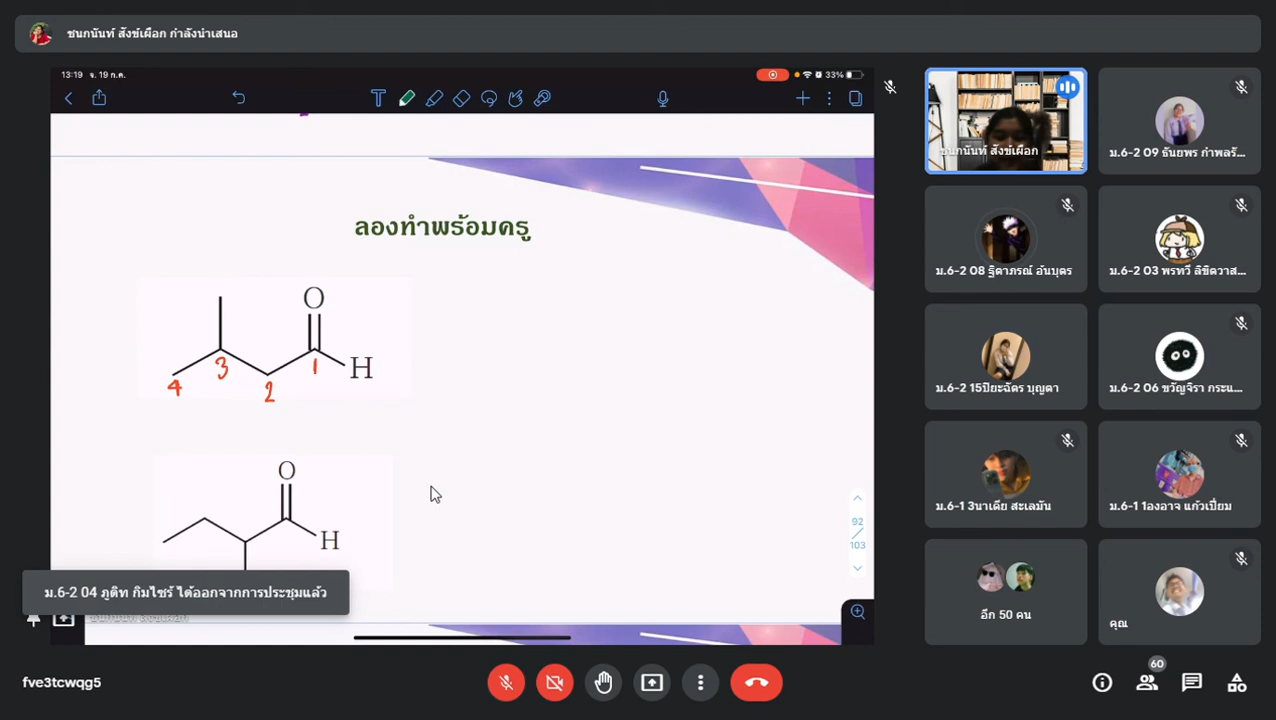 ชนกนันท์ สังข์เผือก กำลังนำเสนอ
13:19 จ. 19 ก.ค.
33%
T
ลองทำพร้อมครู
O
H
1
2
3
4
O
H
92
103
ม.6-2 04 ภูดิท กิมไซร์ ได้ออกจากการประชุมแล้ว
ชนกนันท์ สังข์เผือก
ม.6-2 09 ธันยพร กำพลรั...
ม.6-2 08 ฐิดาภรณ์ อันบุตร
ม.6-2 03 พรทวี ลิขิตวาส...
ม.6-2 15ปิยะฉัตร บุญตา
ม.6-2 06 ขวัญจิรา กระแ...
ม.6-1 3นาเดีย สะเลมัน
ม.6-1 1องอาจ แก้วเปี่ยม
อีก 50 คน
คุณ
fve3tcwqg5
60